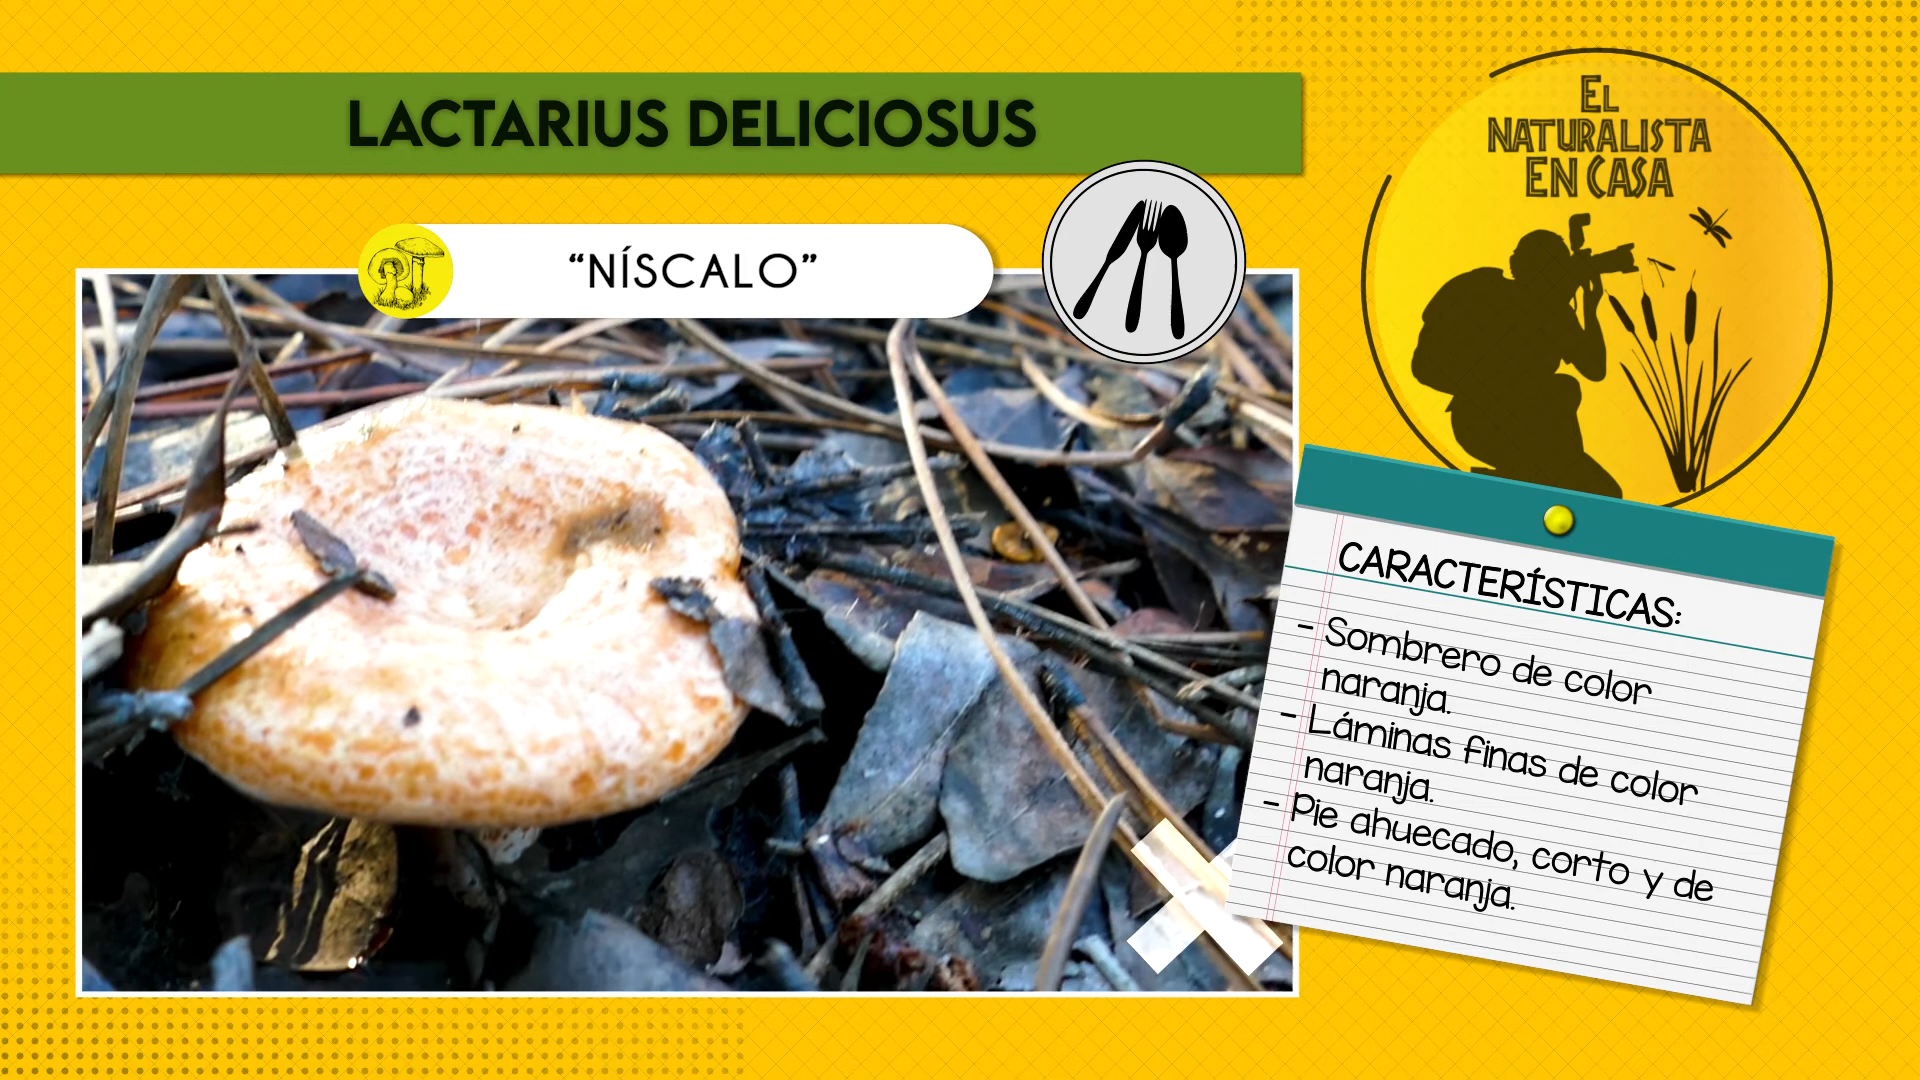 LACTARIUS DELICIOSUS
EL
NATURALISTA
EN CASA
“NÍSCALO”
CARACTERÍSTICAS:
- Sombrero de color
naranja.
- Láminas finas de color
naranja.
- Pie ahuecado, corto y de
color naranja.